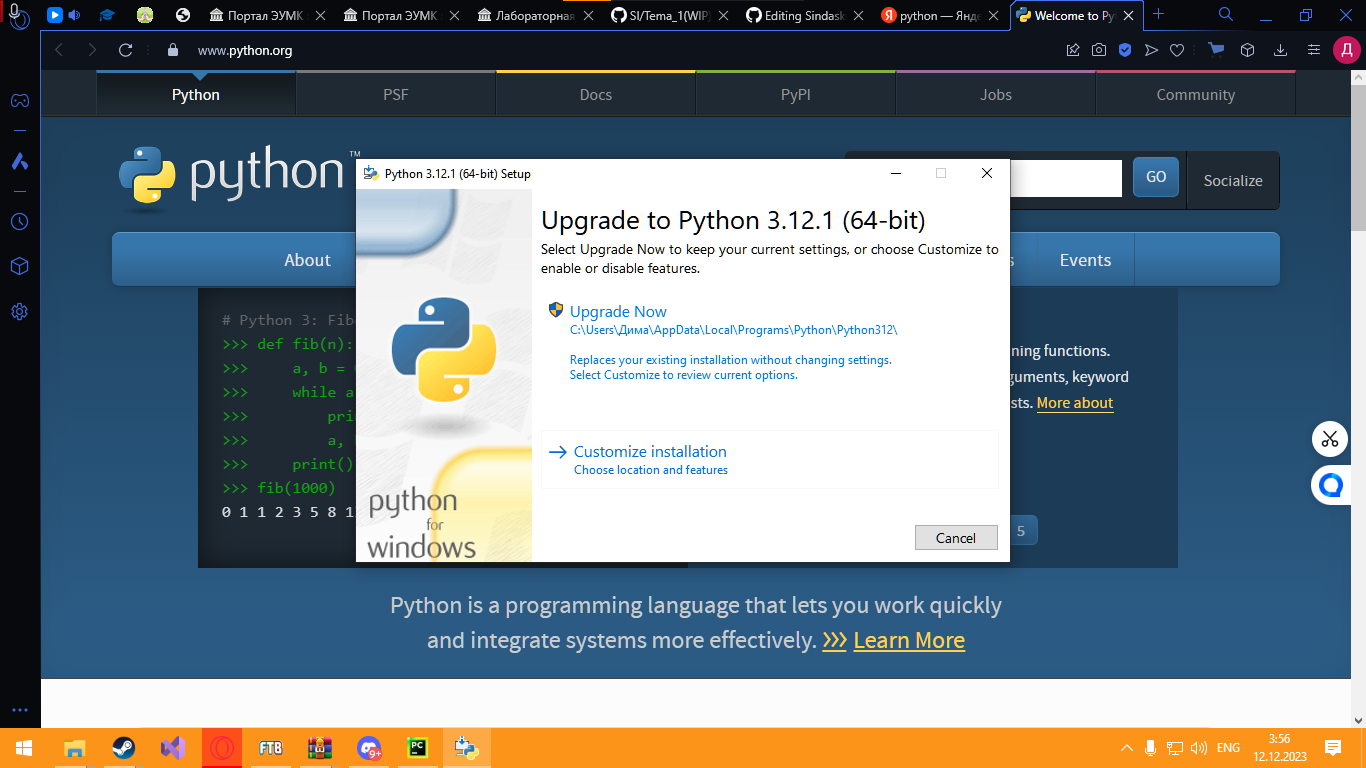 Портал ЭУМК
Портал ЭУМК
Лабораторная
SI/Tema_1(WIP)
Editing Sindask
python — Янде
Welcome to Py
www.python.org
Д
Python
PSF
Docs
PyPI
Jobs
Community
python™
GO
Socialize
About
s
Events
Python 3.12.1 (64-bit) Setup
Upgrade to Python 3.12.1 (64-bit)
Select Upgrade Now to keep your current settings, or choose Customize to
enable or disable features.
Upgrade Now
C:\Users\Дима\AppData\Local\Programs\Python\Python312\
Replaces your existing installation without changing settings.
Select Customize to review current options.
Customize installation
Choose location and features
Cancel
python
for
windows
# Python 3: Fib
>>> def fib(n):
>>> a, b =
>>> while a
>>> pri
>>> a,
>>> print()
>>> fib(1000)
0 1 1 2 3 5 8 1
ning functions.
guments, keyword
sts. More about
5
Python is a programming language that lets you work quickly
and integrate systems more effectively. >>> Learn More
FTB
9+
PC
ENG
3:56
12.12.2023